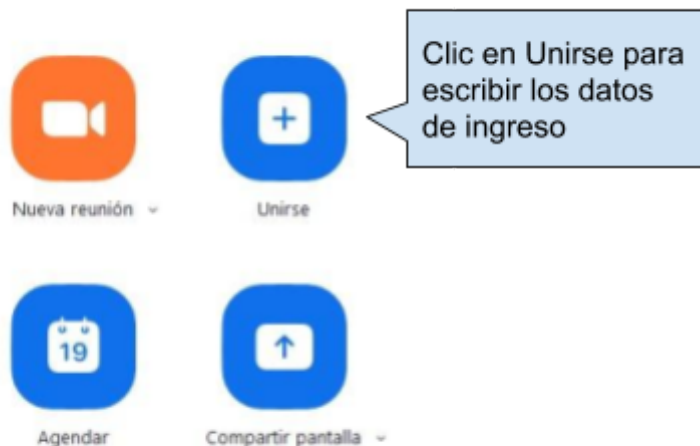 Clic en Unirse para
escribir los datos
de ingreso
Nueva reunión
Unirse
19
Agendar
Compartir pantalla